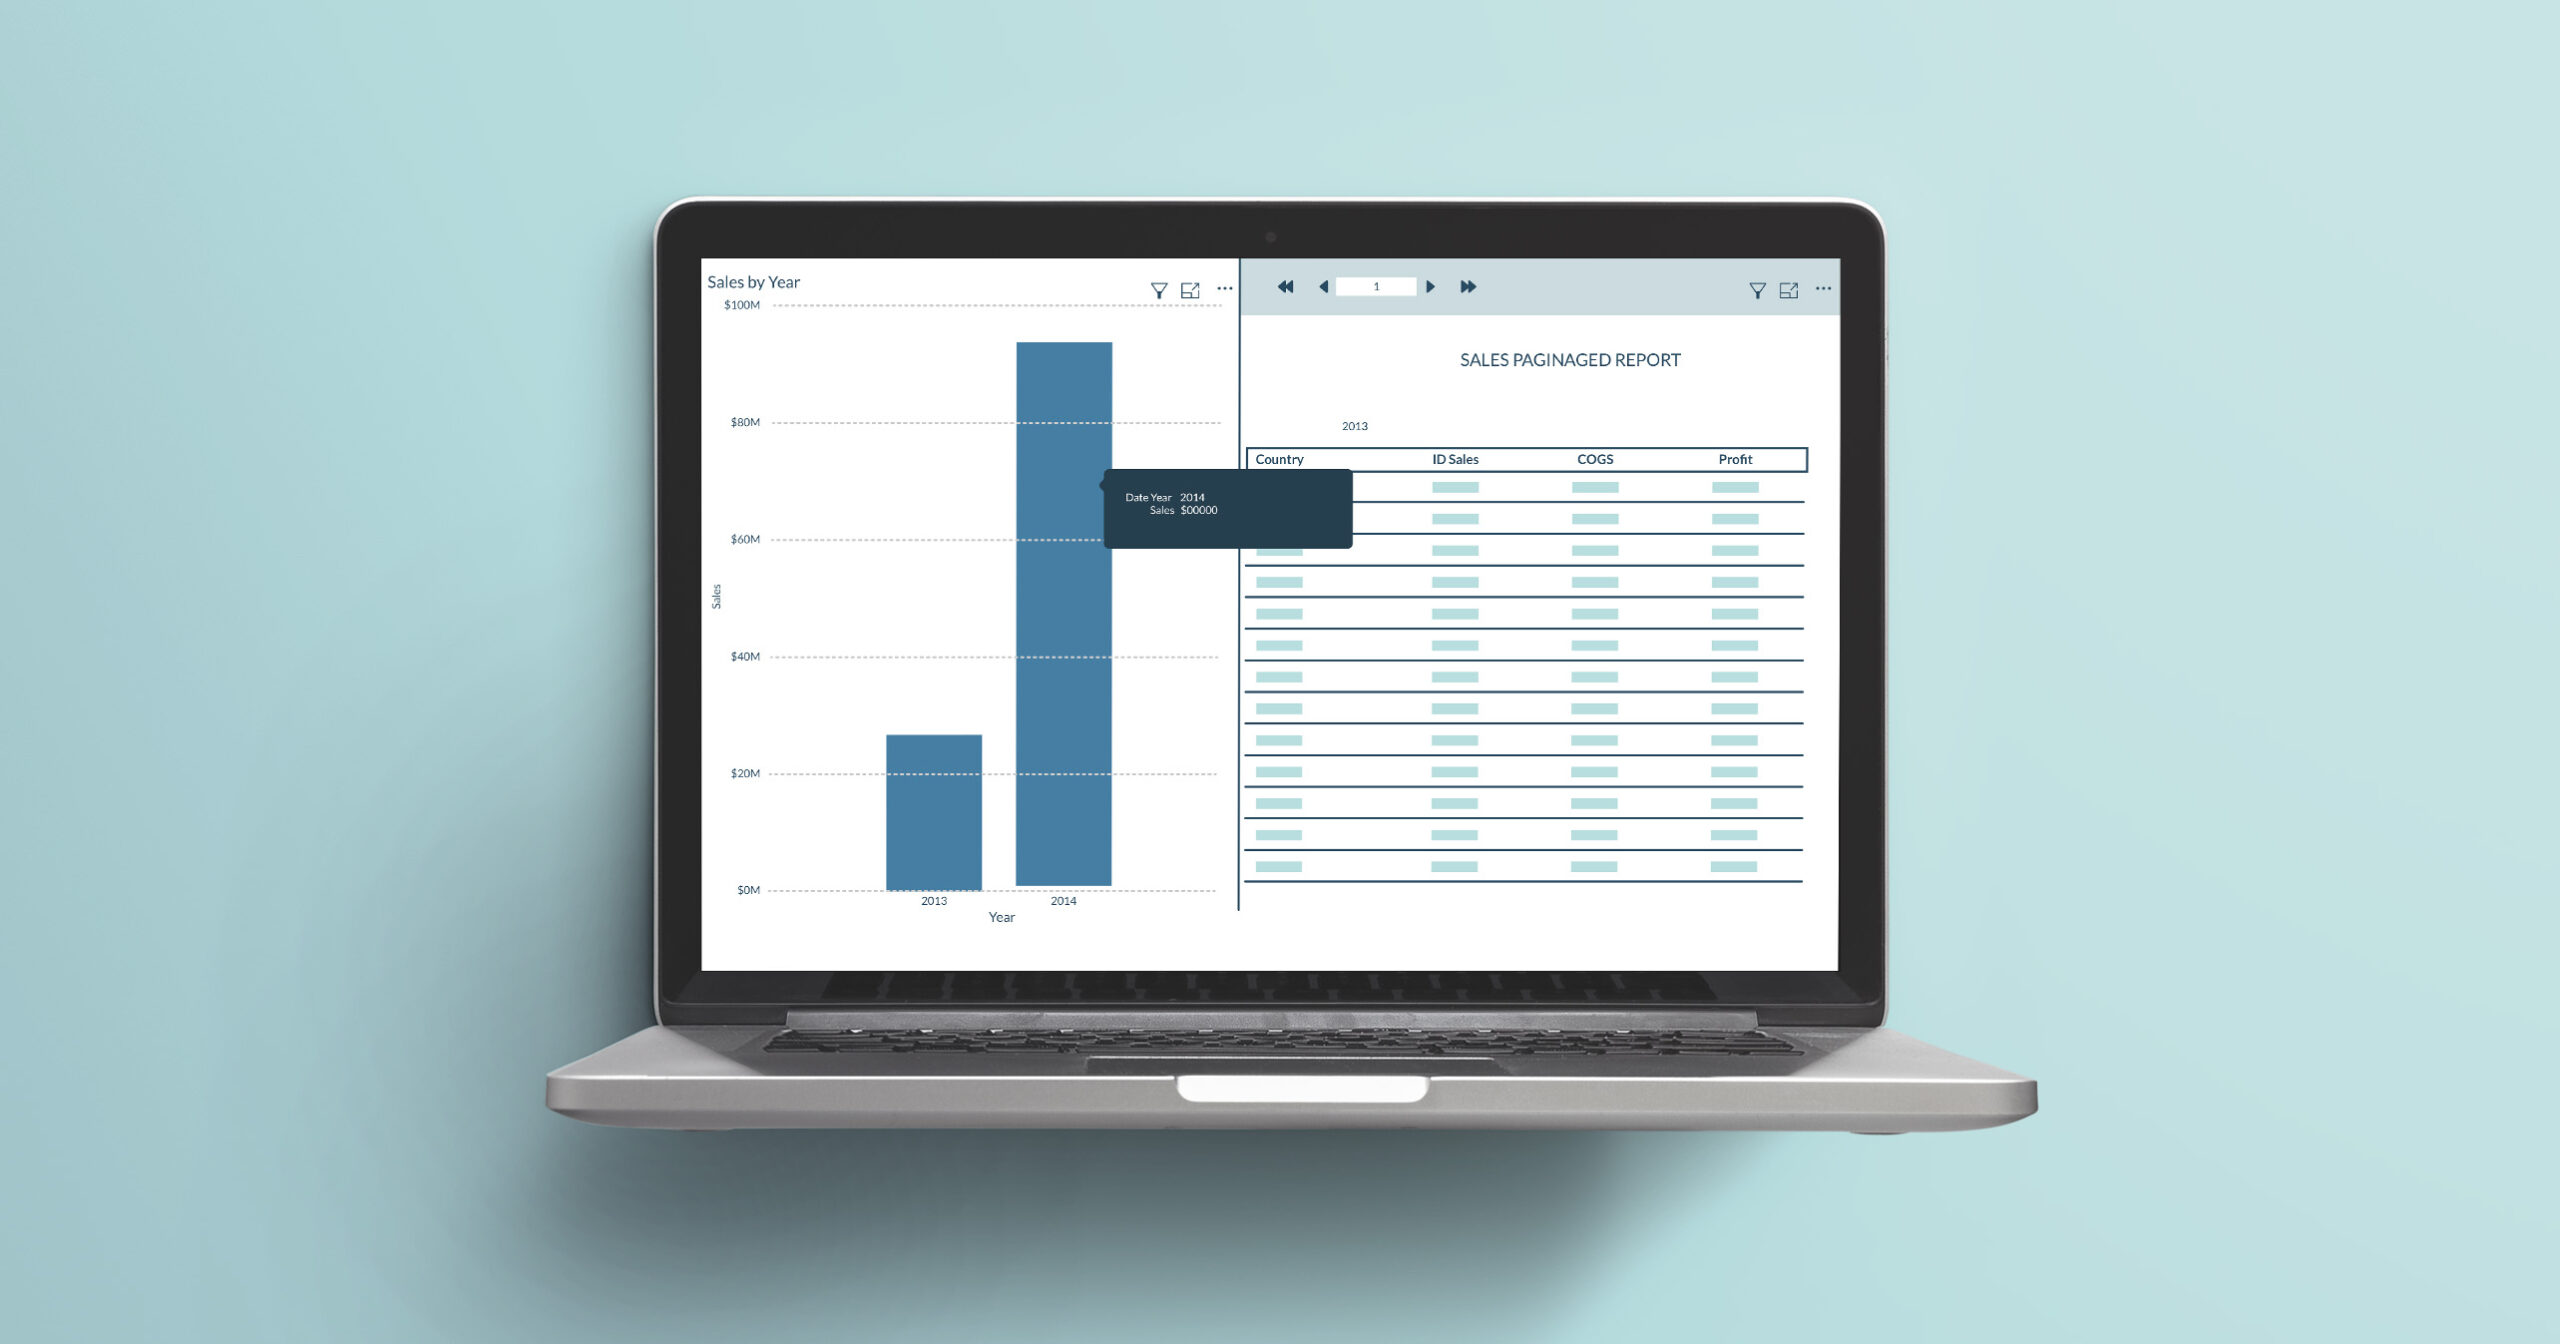 Sales by Year
$100M
$80M
$60M
$40M
$20M
$0M
Sales
2013 2014
Year
Date Year 2014
Sales $00000
1
SALES PAGINAGED REPORT
2013
Country ID Sales COGS Profit